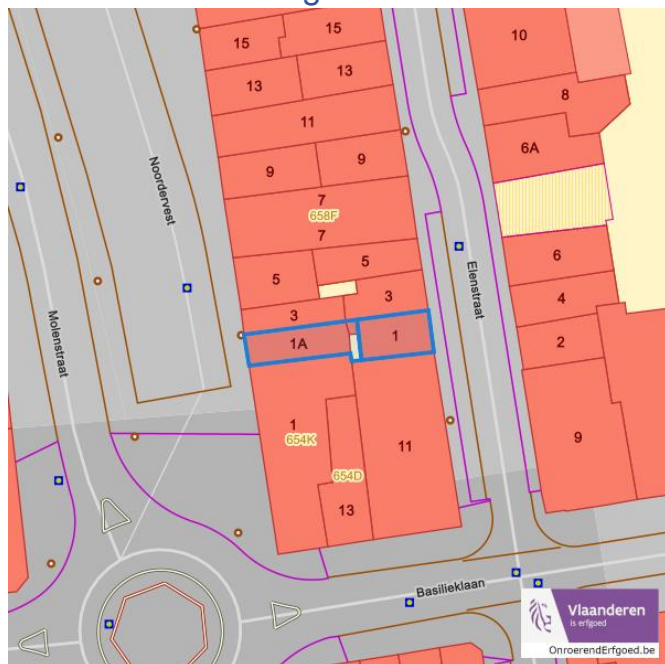 15
15
13
13
11
9
9
7
658F
7
5
5
3
3
1A
1
1
654K
11
654D
13
10
8
6A
6
4
2
9
Noordervest
Molenstraat
Elenstraat
Basilieklaan
Vlaanderen
is erfgoed
OnroerendErfgoed.be